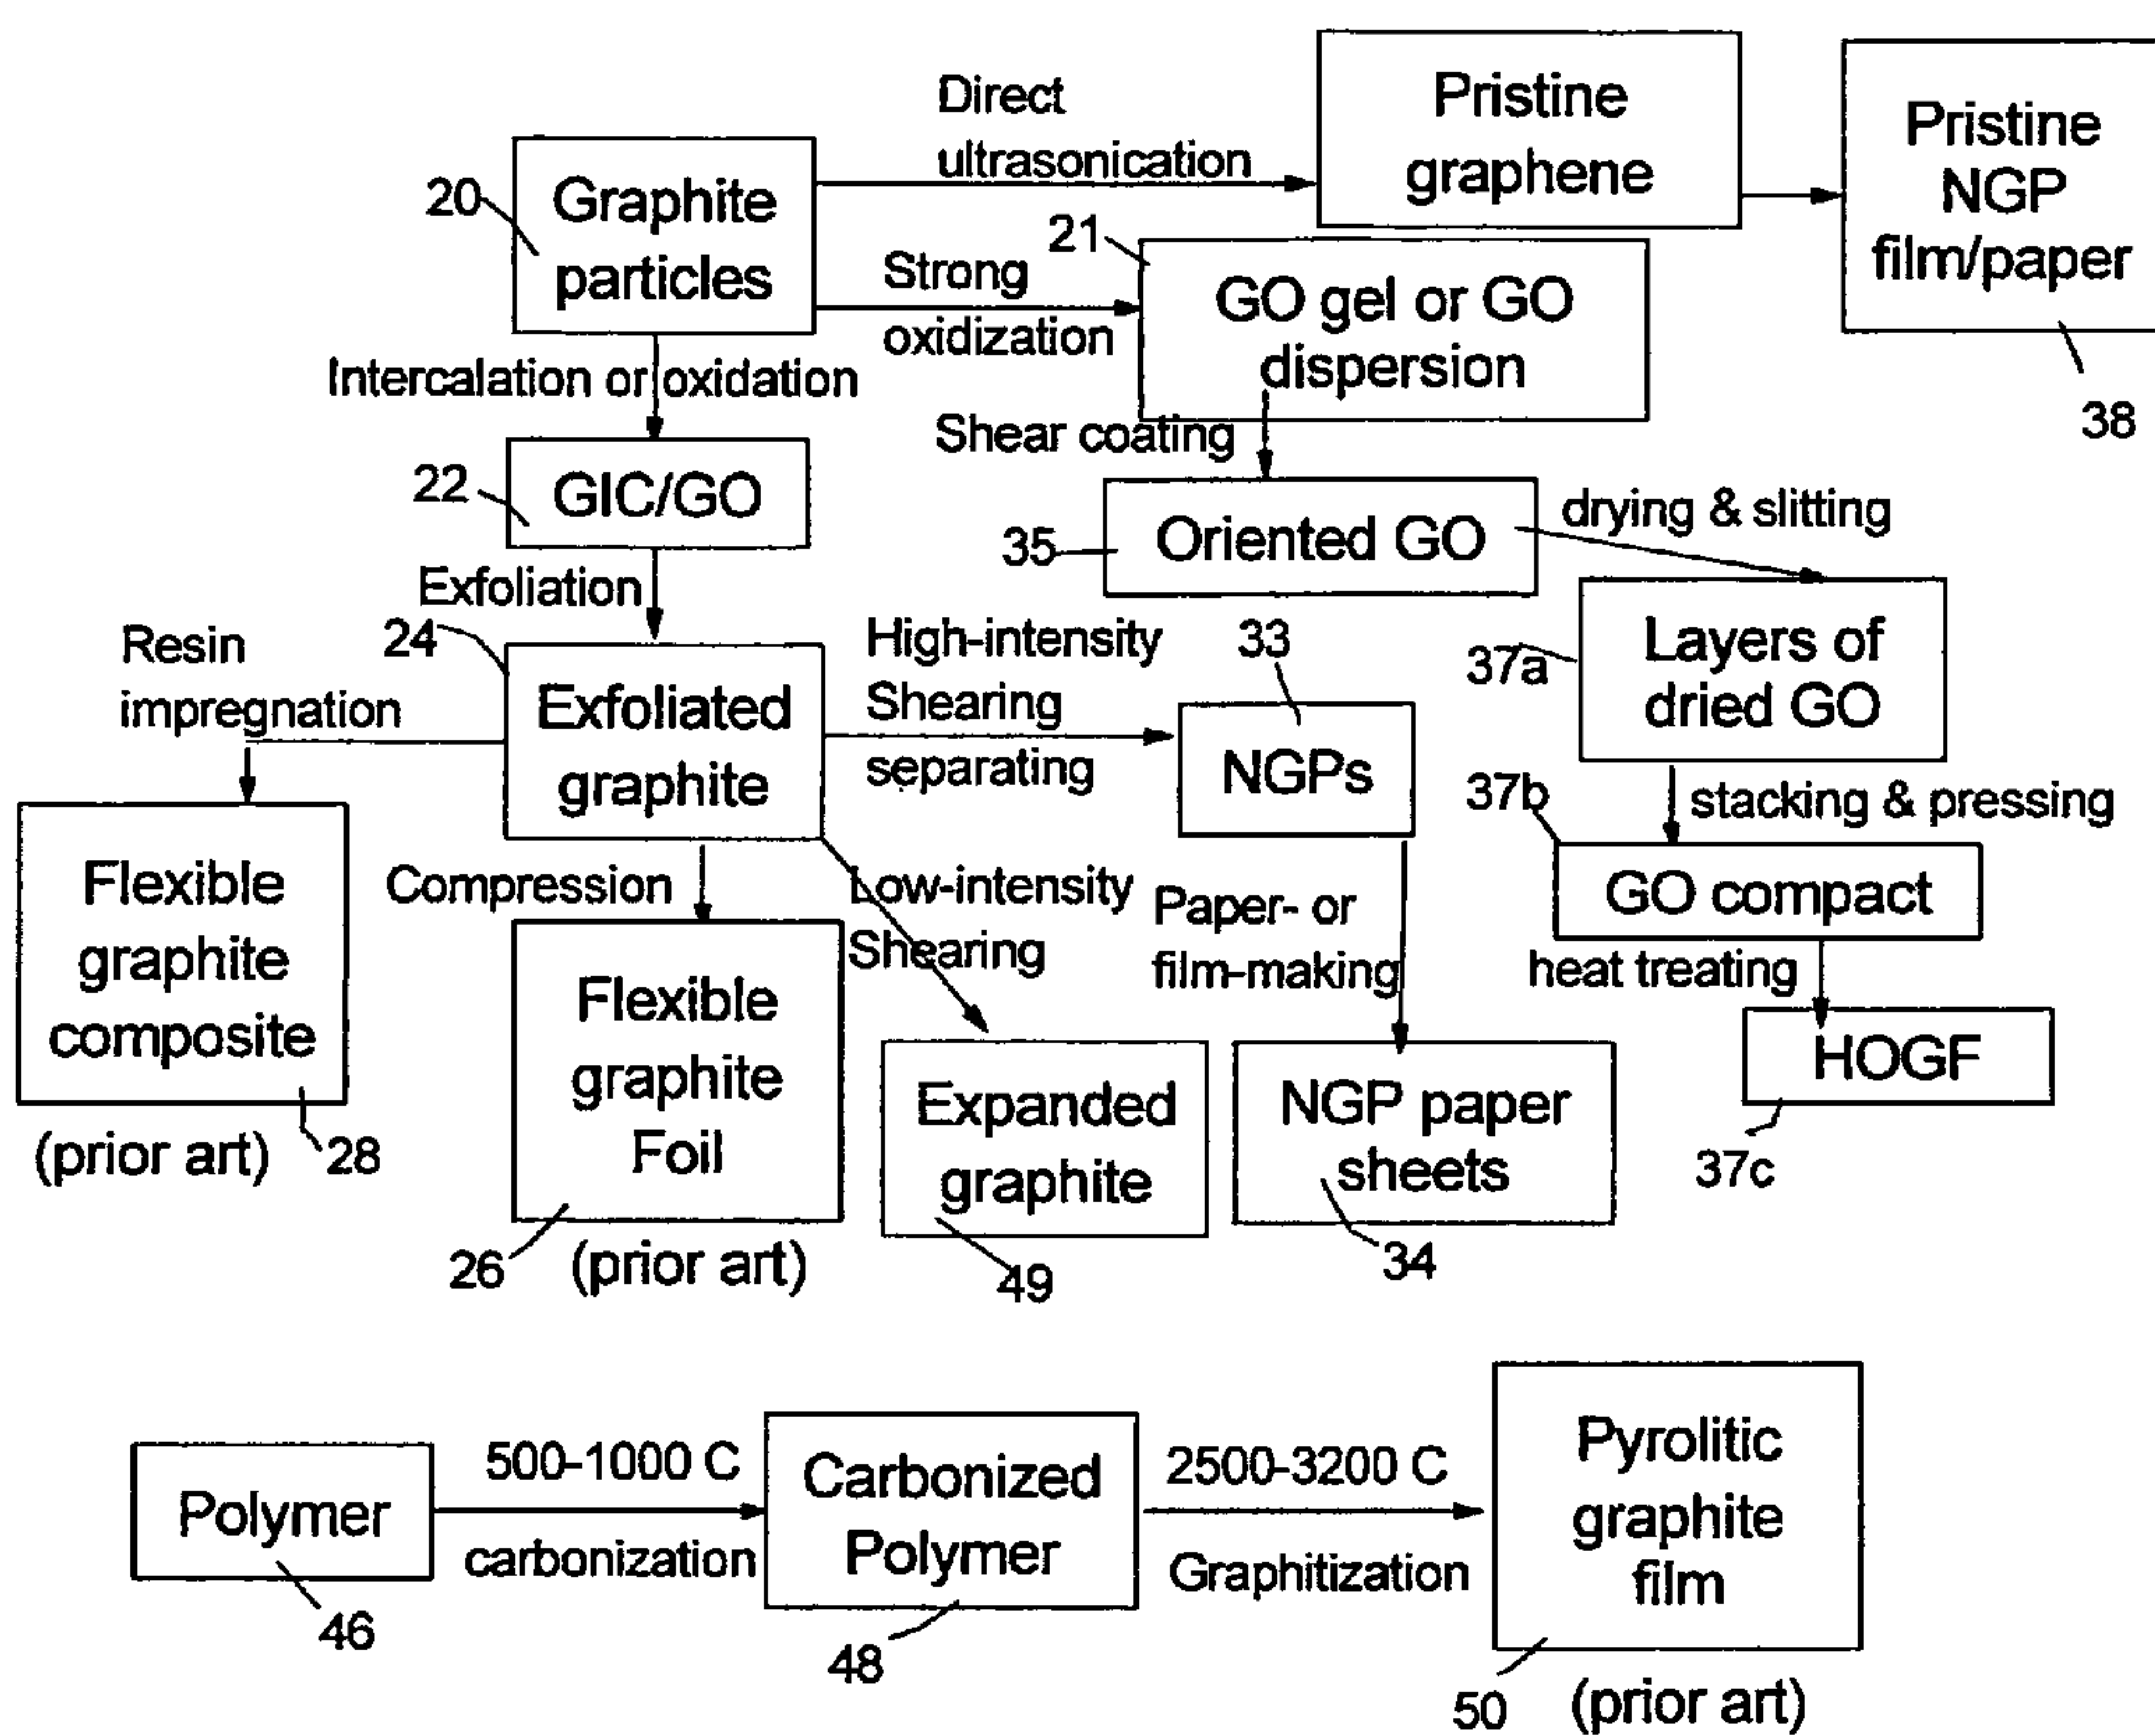 Direct
ultrasonication
Pristine
graphene
Pristine
NGP
film/paper
38
20
Graphite
particles
Strong
oxidization
21
GO gel or GO
dispersion
Intercalation or oxidation
Shear coating
22
GIC/GO
35
Oriented GO
drying & slitting
Exfoliation
24
Resin
impregnation
Exfoliated
graphite
High-intensity
Shearing
separating
33
NGPs
37a
Layers of
dried GO
37b
stacking & pressing
GO compact
heat treating
HOGF
37c
Flexible
graphite
composite
(prior art)
28
Compression
Flexible
graphite
Foil
26
(prior art)
Low-intensity
Shearing
Expanded
graphite
49
Paper- or
film-making
NGP paper
sheets
34
Polymer
46
500-1000 C
carbonization
Carbonized
Polymer
48
2500-3200 C
Graphitization
Pyrolitic
graphite
film
50
(prior art)